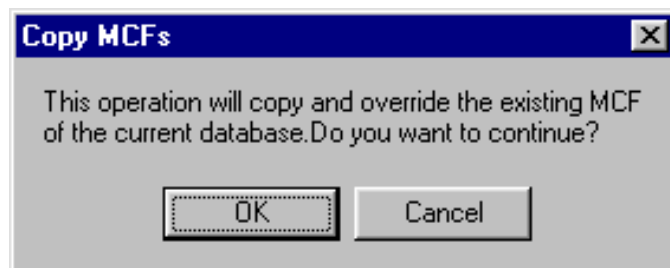 Copy MCFs
This operation will copy and override the existing MCF
of the current database.Do you want to continue?
OK
Cancel